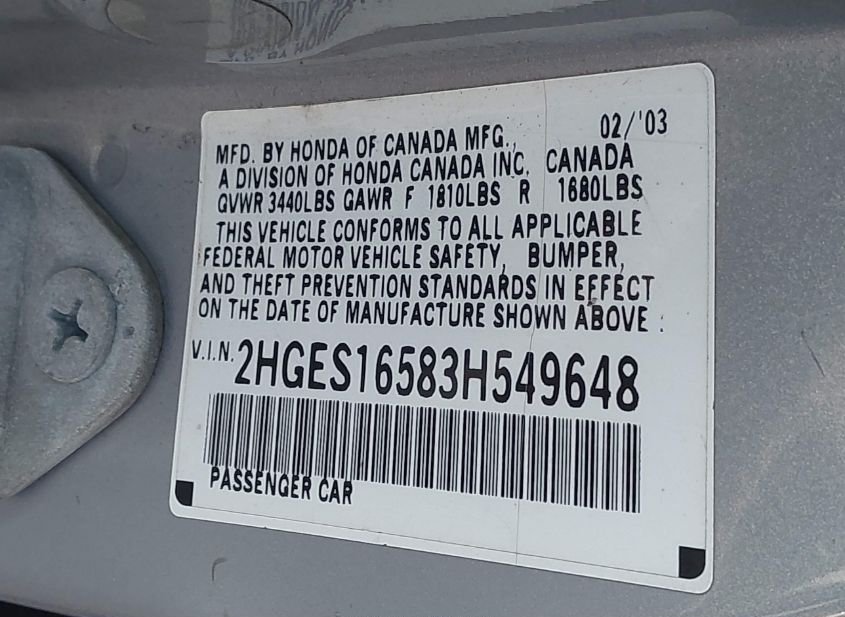 02/'03
MFD. BY HONDA OF CANADA MFG.,
A DIVISION OF HONDA CANADA INC. CANADA
GVWR 3440LBS GAWR F 1810LBS R 1680LBS
THIS VEHICLE CONFORMS TO ALL APPLICABLE
FEDERAL MOTOR VEHICLE SAFETY, BUMPER,
AND THEFT PREVENTION STANDARDS IN EFFECT
ON THE DATE OF MANUFACTURE SHOWN ABOVE.
V.I.N. 2HGES16583H549648
PASSENGER CAR